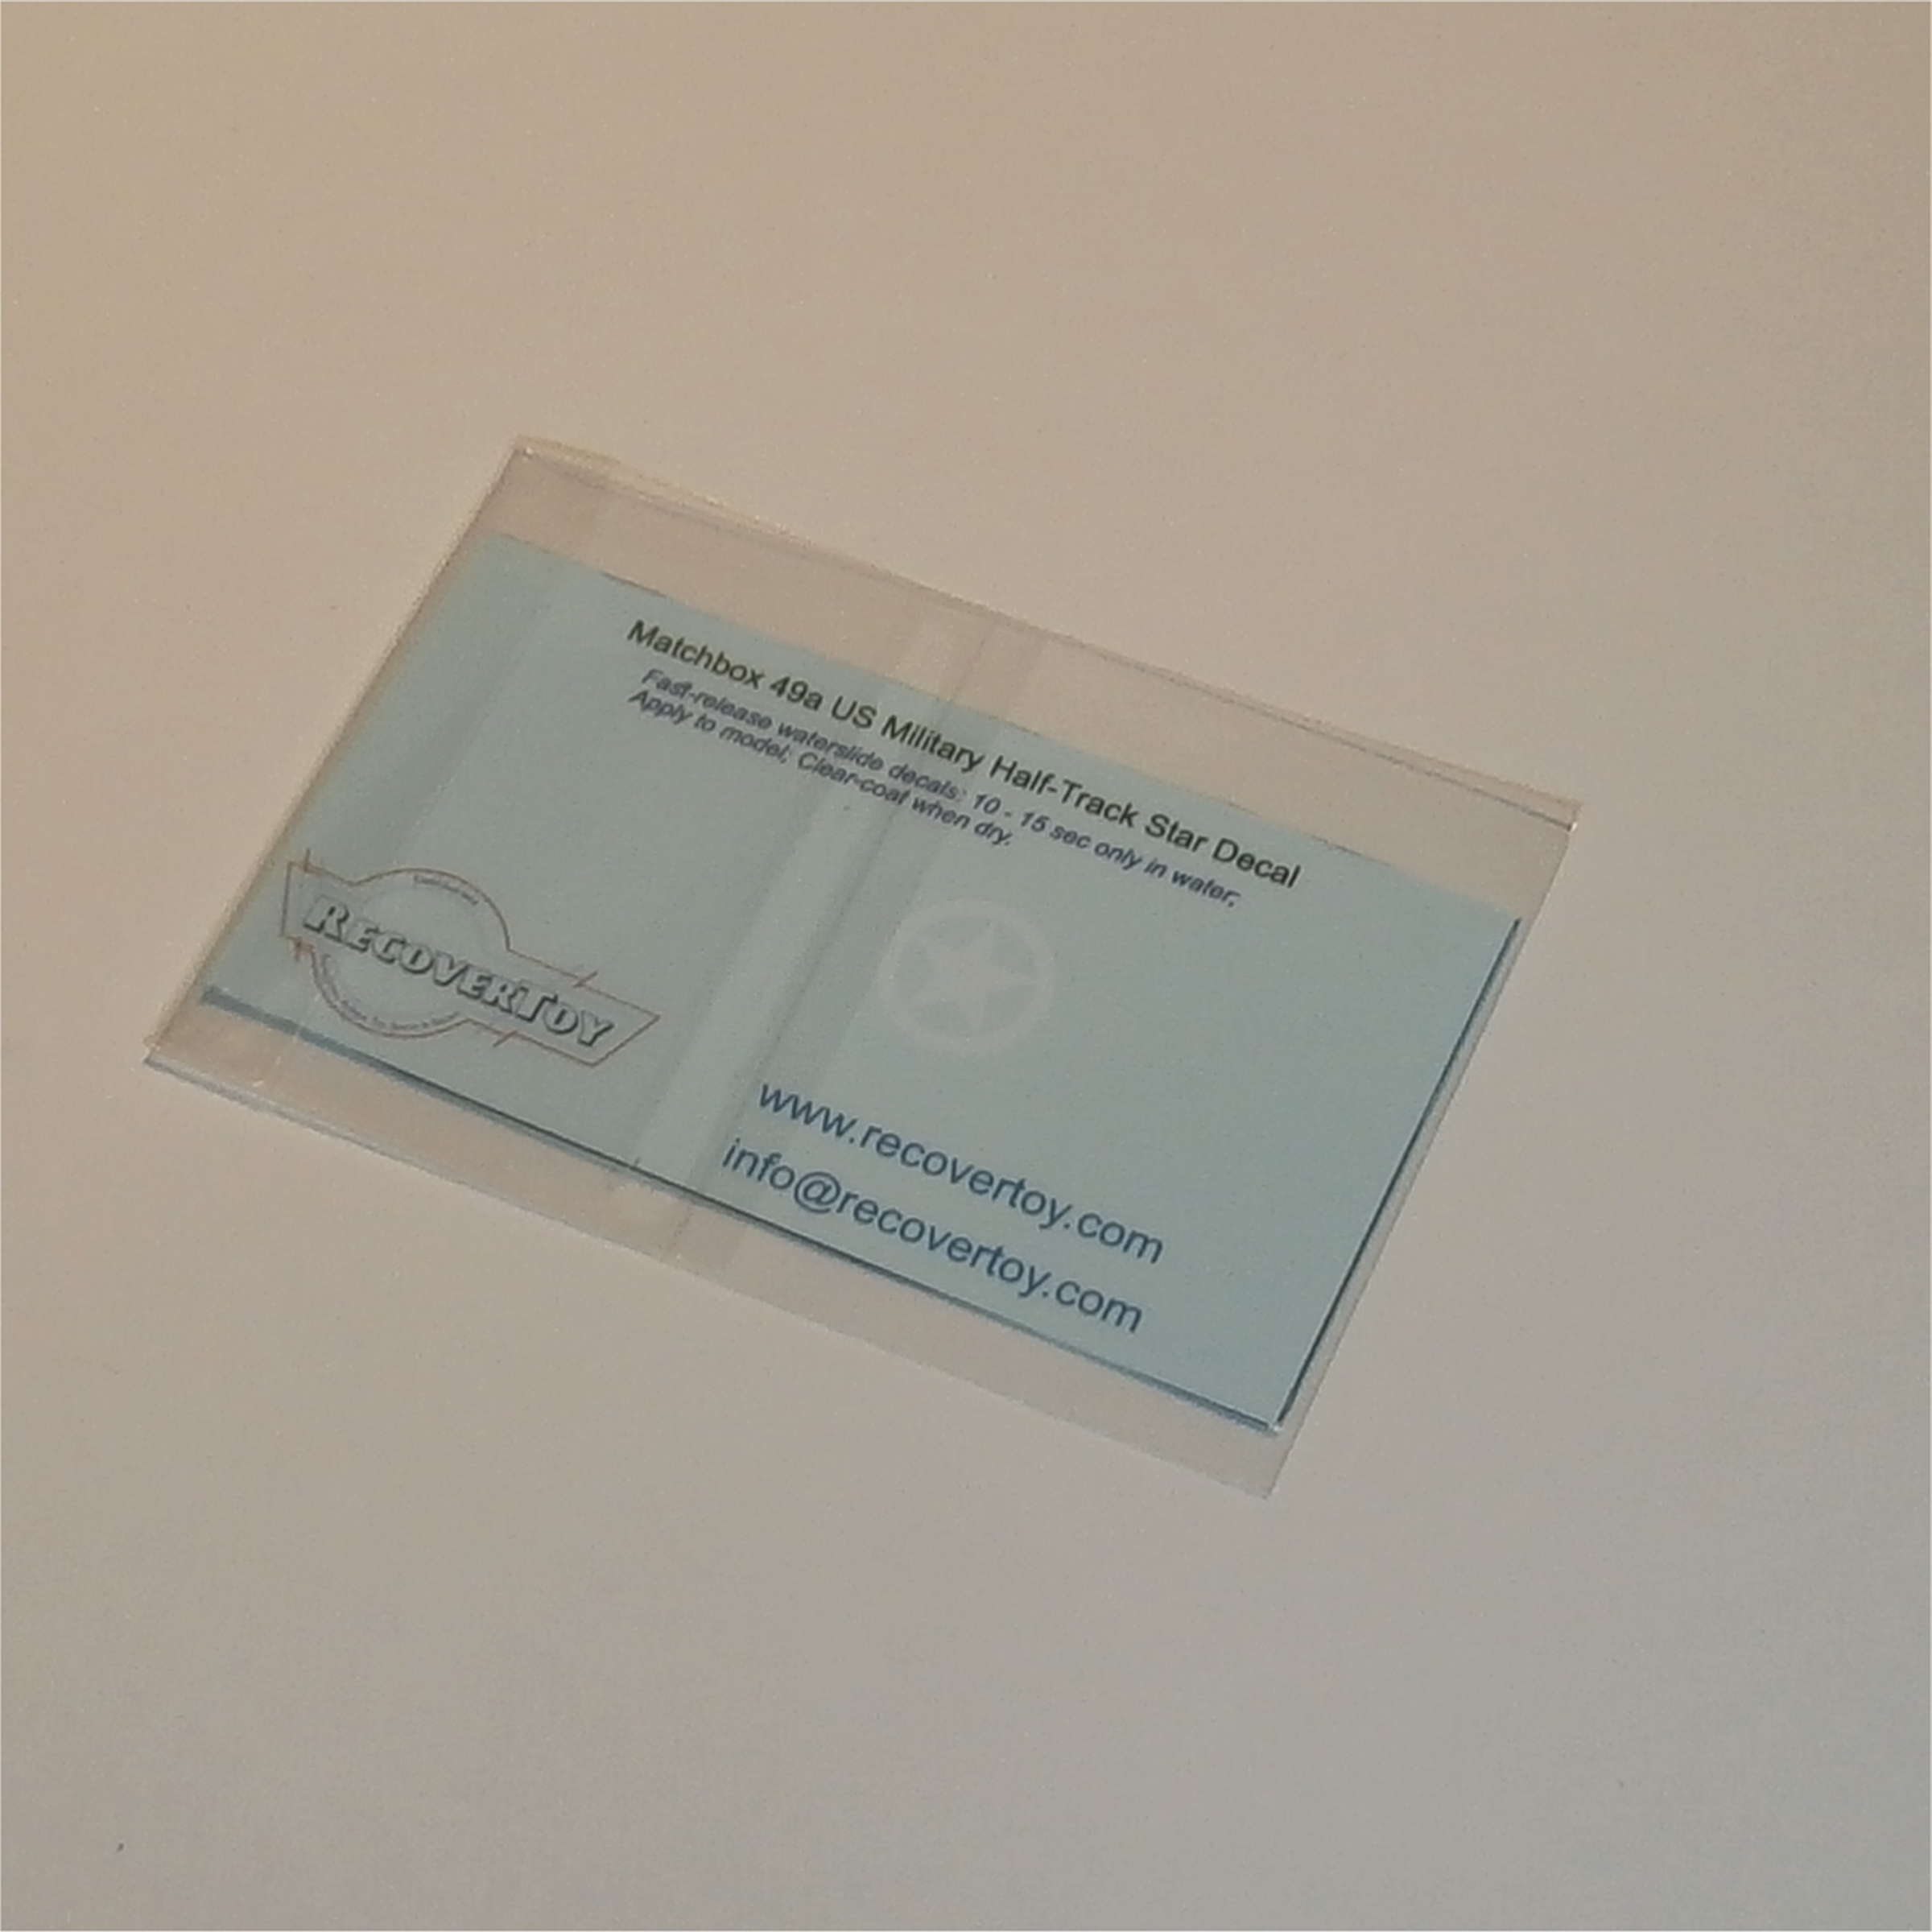 Matchbox 49a US Military Half-Track Star Decal
Fast-release waterslide decals: 10 - 15 sec only in water;
Apply to model; Clear-coat when dry.
RECOVERTOY
www.recovertoy.com
info@recovertoy.com